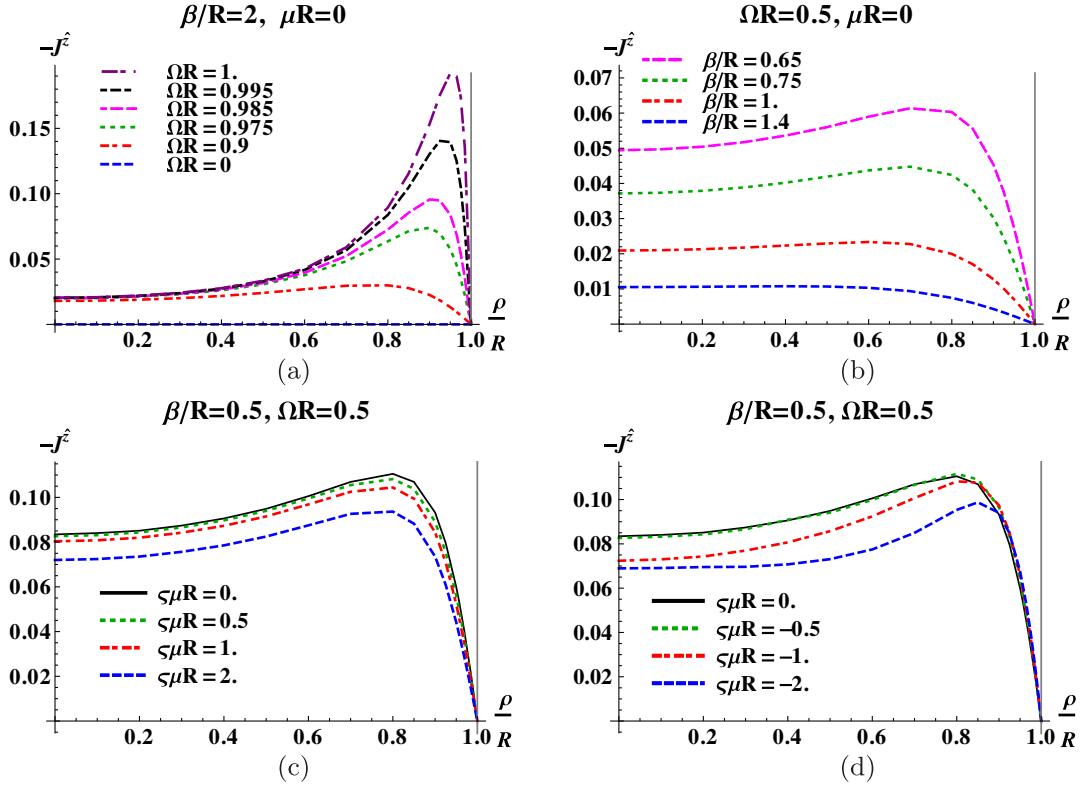 β/R=2, μR=0
−J^ẑ
ΩR=1.
ΩR=0.995
ΩR=0.985
ΩR=0.975
ΩR=0.9
ΩR=0
0.15
0.10
0.05
0.2 0.4 0.6 0.8 1.0
ρ/R
(a)
ΩR=0.5, μR=0
−J^ẑ
β/R=0.65
β/R=0.75
β/R=1.
β/R=1.4
0.07
0.06
0.05
0.04
0.03
0.02
0.01
0.2 0.4 0.6 0.8 1.0
ρ/R
(b)
β/R=0.5, ΩR=0.5
−J^ẑ
0.10
0.08
0.06
0.04
0.02
ςμR=0.
ςμR=0.5
ςμR=1.
ςμR=2.
0.2 0.4 0.6 0.8 1.0
ρ/R
(c)
β/R=0.5, ΩR=0.5
−J^ẑ
0.10
0.08
0.06
0.04
0.02
ςμR=0.
ςμR=−0.5
ςμR=−1.
ςμR=−2.
0.2 0.4 0.6 0.8 1.0
ρ/R
(d)